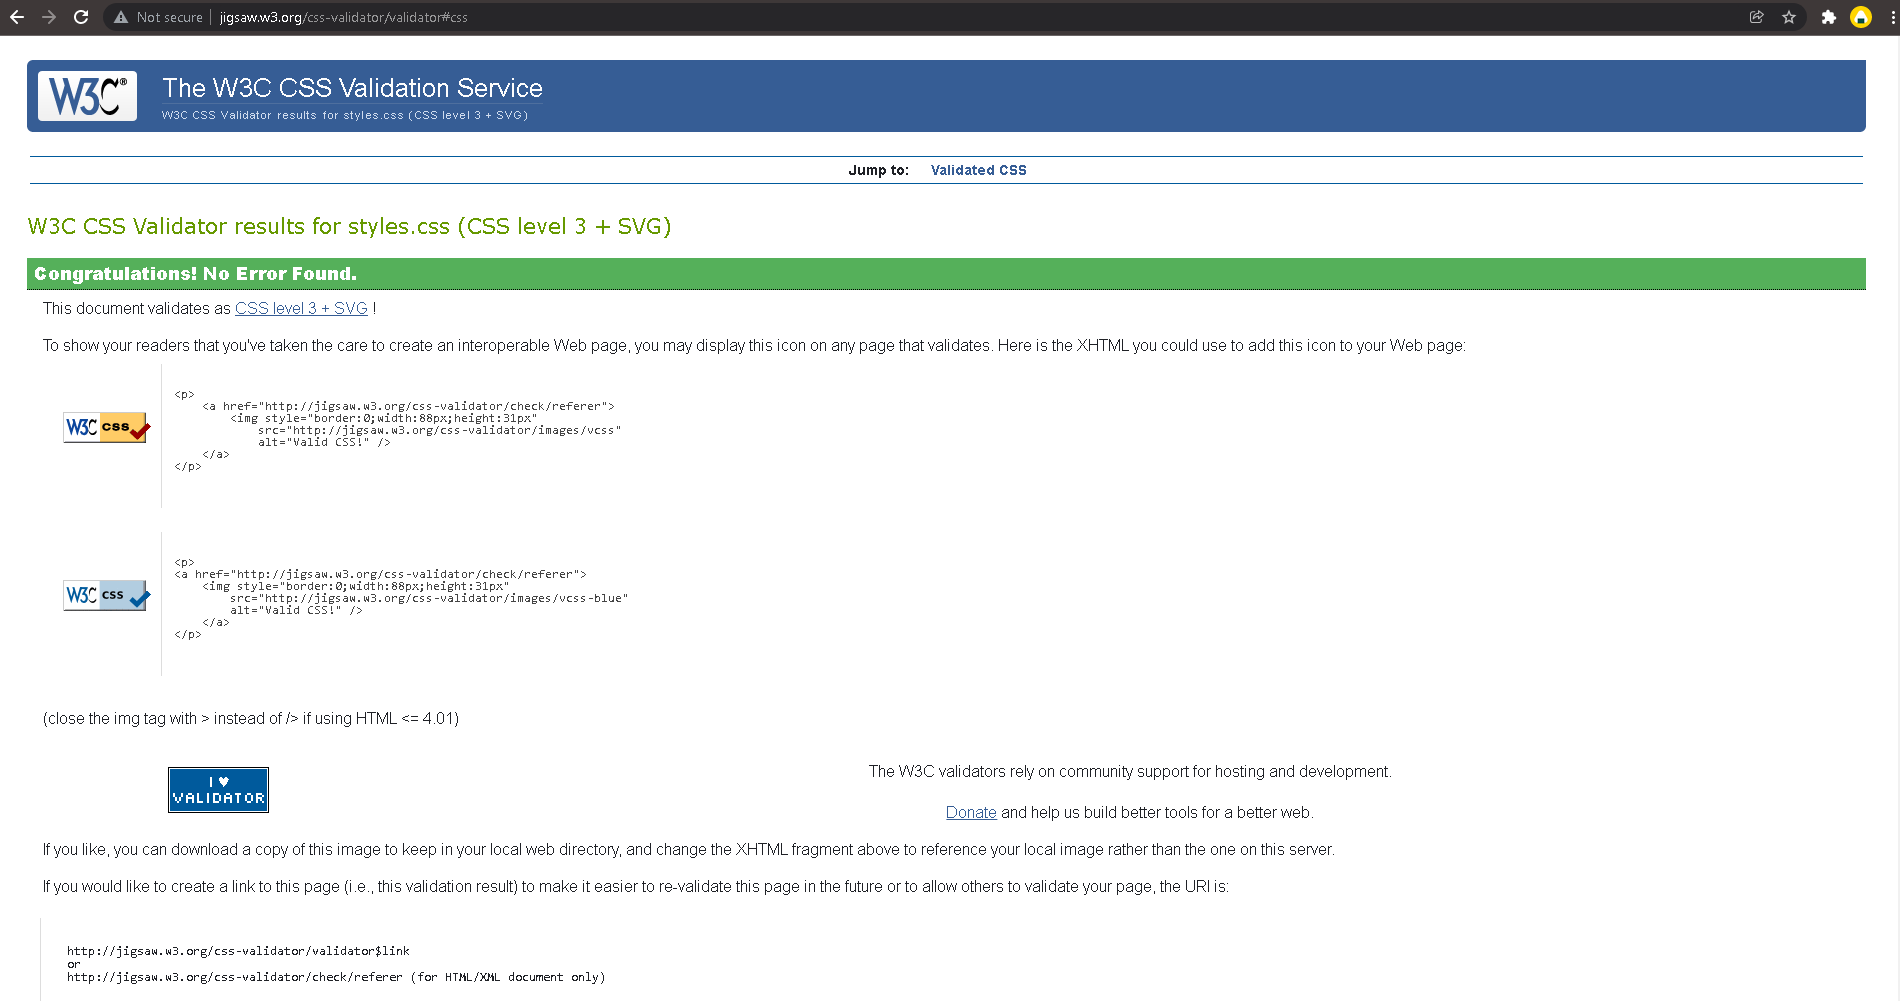 Not secure | jigsaw.w3.org/css-validator/validator#css
W3C®
The W3C CSS Validation Service
W3C CSS Validator results for styles.css (CSS level 3 + SVG)
Jump to: Validated CSS
W3C CSS Validator results for styles.css (CSS level 3 + SVG)
Congratulations! No Error Found.
This document validates as CSS level 3 + SVG !
To show your readers that you've taken the care to create an interoperable Web page, you may display this icon on any page that validates. Here is the XHTML you could use to add this icon to your Web page:
W3C css
<p>
    <a href="http://jigsaw.w3.org/css-validator/check/referer">
        <img style="border:0;width:88px;height:31px"
            src="http://jigsaw.w3.org/css-validator/images/vcss"
            alt="Valid CSS!" />
    </a>
</p>
W3C css
<p>
<a href="http://jigsaw.w3.org/css-validator/check/referer">
    <img style="border:0;width:88px;height:31px"
        src="http://jigsaw.w3.org/css-validator/images/vcss-blue"
        alt="Valid CSS!" />
    </a>
</p>
(close the img tag with > instead of /> if using HTML <= 4.01)
I ♥
VALIDATOR
The W3C validators rely on community support for hosting and development.
Donate and help us build better tools for a better web.
If you like, you can download a copy of this image to keep in your local web directory, and change the XHTML fragment above to reference your local image rather than the one on this server.
If you would like to create a link to this page (i.e., this validation result) to make it easier to re-validate this page in the future or to allow others to validate your page, the URI is:
http://jigsaw.w3.org/css-validator/validator$link
or
http://jigsaw.w3.org/css-validator/check/referer (for HTML/XML document only)